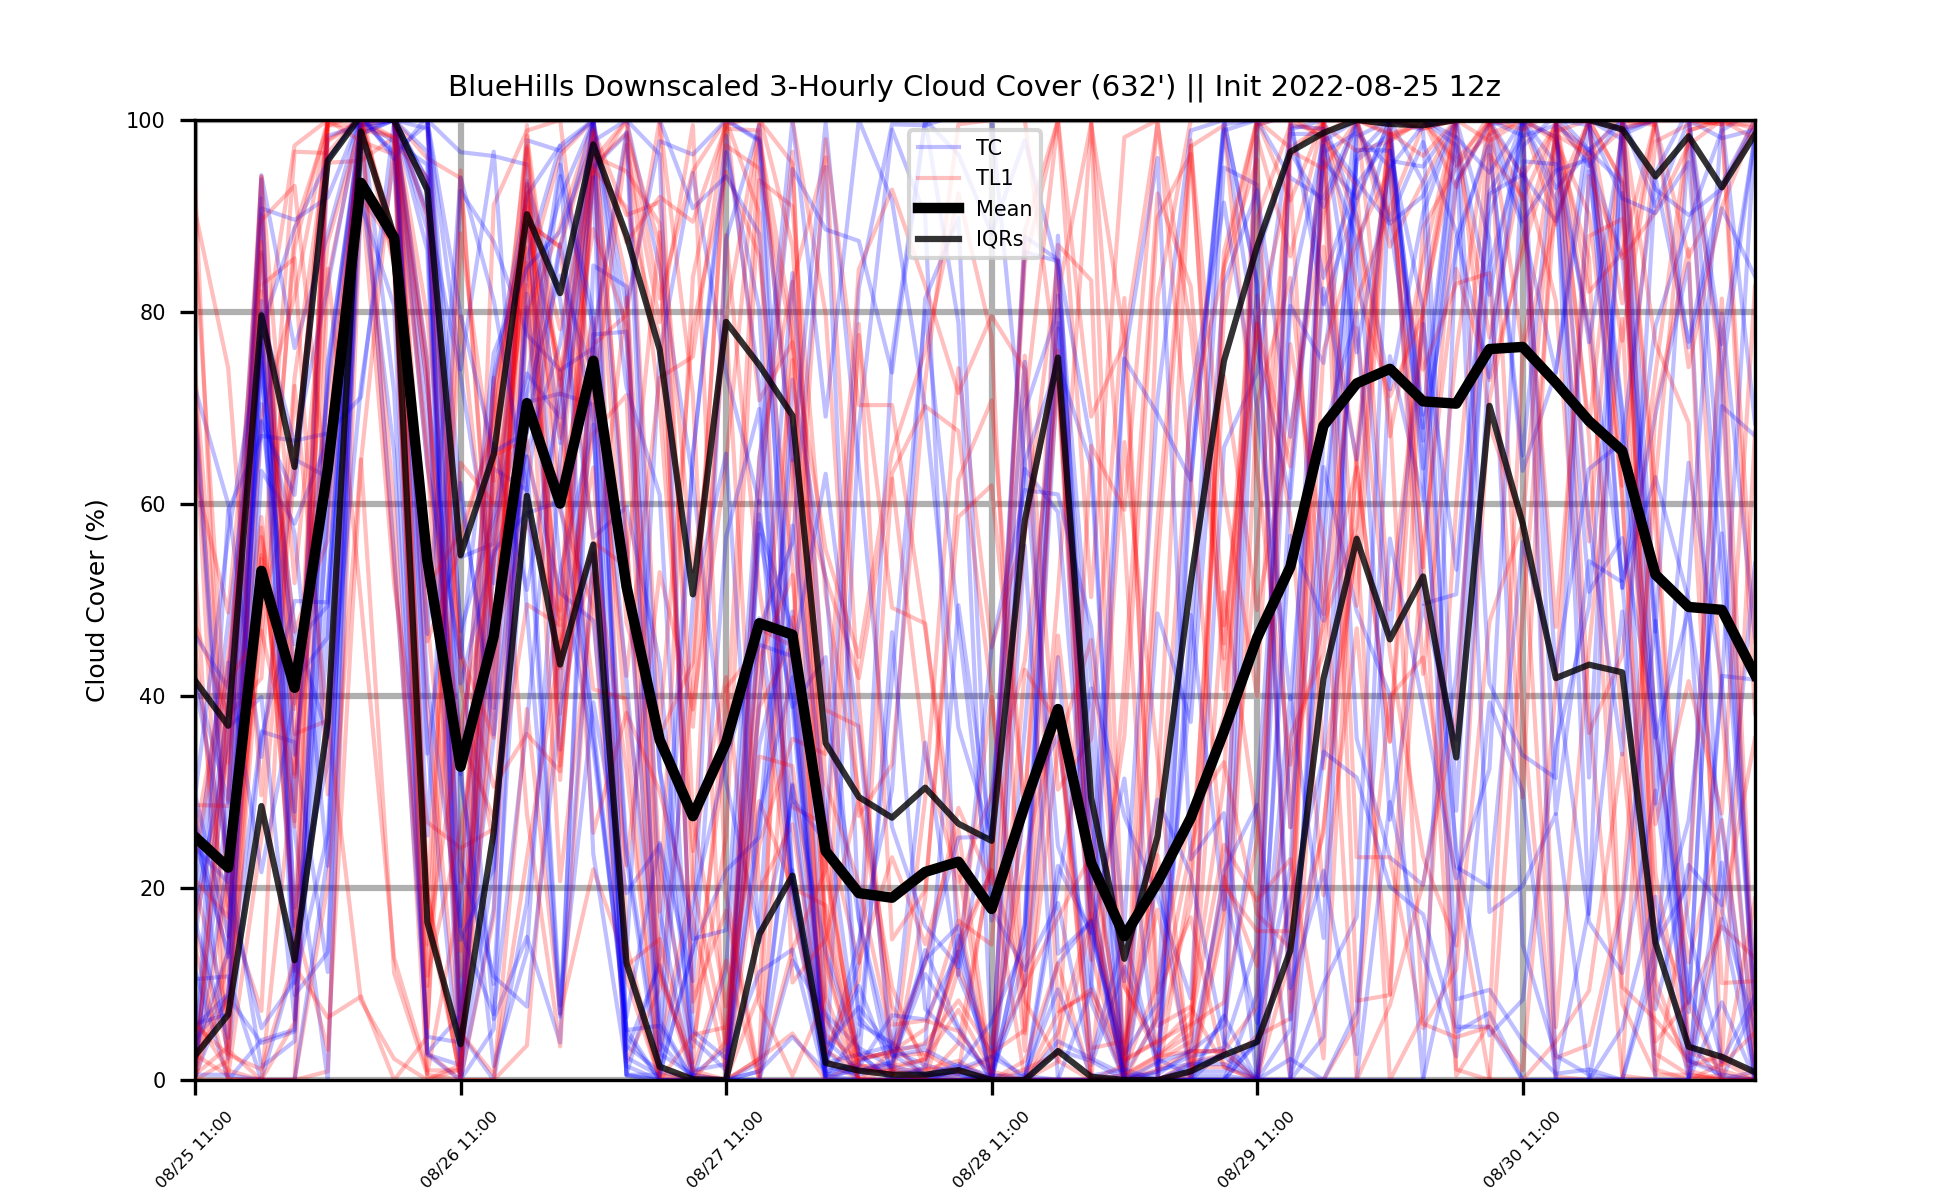 BlueHills Downscaled 3-Hourly Cloud Cover (632') || Init 2022-08-25 12z
TC
TL1
Mean
IQRs
Cloud Cover (%)
100
80
60
40
20
0
08/25 11:00
08/26 11:00
08/27 11:00
08/28 11:00
08/29 11:00
08/30 11:00